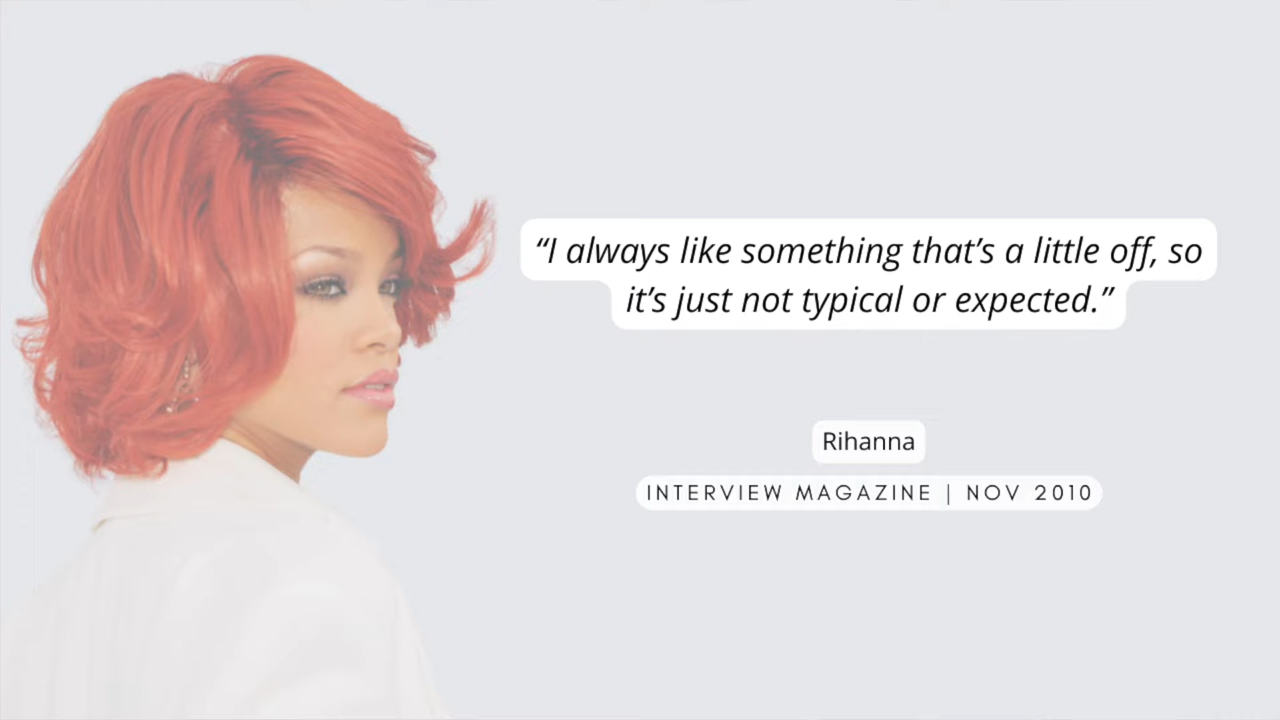 “I always like something that’s a little off, so
it’s just not typical or expected.”
Rihanna
INTERVIEW MAGAZINE | NOV 2010